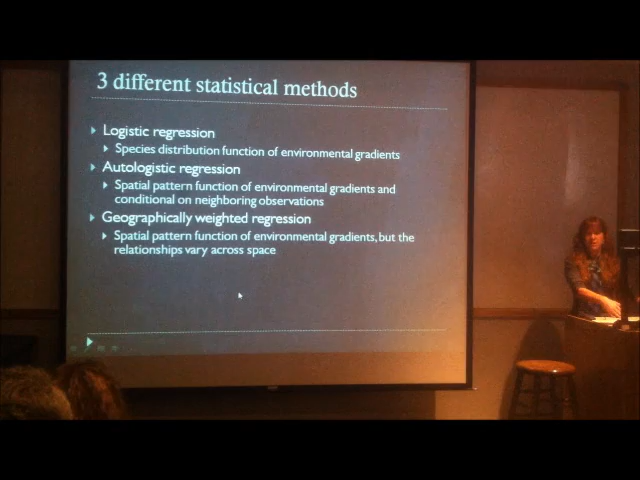 3 different statistical methods
Logistic regression
Species distribution function of environmental gradients
Autologistic regression
Spatial pattern function of environmental gradients and
conditional on neighboring observations
Geographically weighted regression
Spatial pattern function of environmental gradients, but the
relationships vary across space